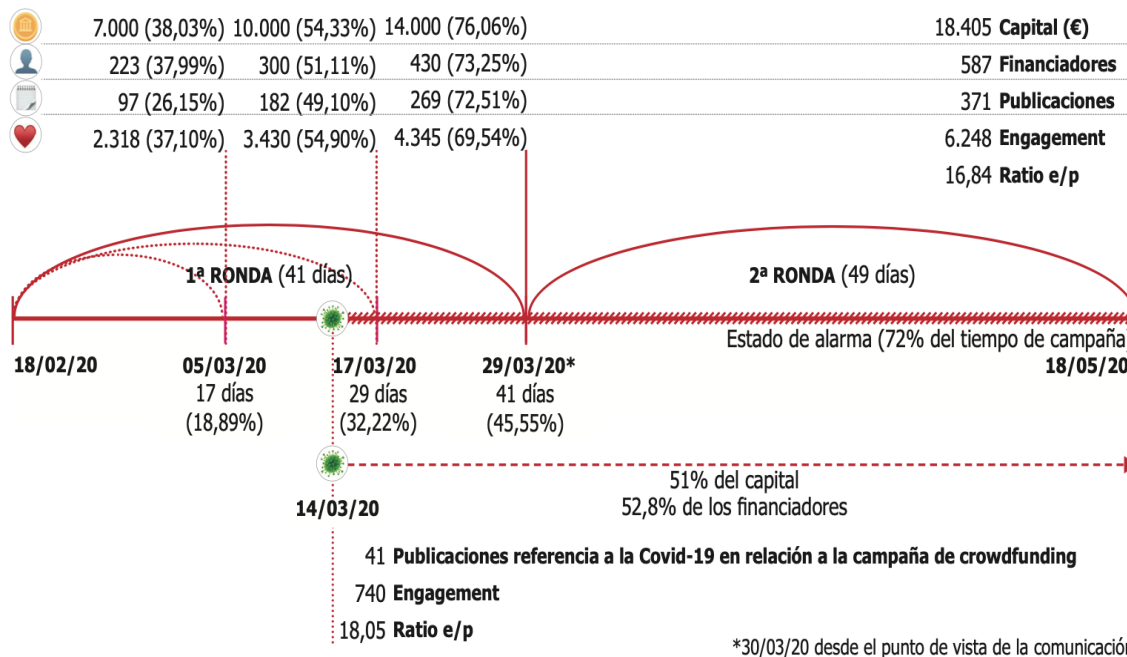 7.000 (38,03%) 10.000 (54,33%) 14.000 (76,06%) 18.405 Capital (€)
223 (37,99%) 300 (51,11%) 430 (73,25%) 587 Financiadores
97 (26,15%) 182 (49,10%) 269 (72,51%) 371 Publicaciones
2.318 (37,10%) 3.430 (54,90%) 4.345 (69,54%) 6.248 Engagement
16,84 Ratio e/p
1ª RONDA (41 días) 2ª RONDA (49 días)
Estado de alarma (72% del tiempo de campaña)
18/02/20 05/03/20 17/03/20 29/03/20* 18/05/20
17 días 29 días 41 días
(18,89%) (32,22%) (45,55%)
51% del capital
52,8% de los financiadores
14/03/20
41 Publicaciones referencia a la Covid-19 en relación a la campaña de crowdfunding
740 Engagement
18,05 Ratio e/p
*30/03/20 desde el punto de vista de la comunicación